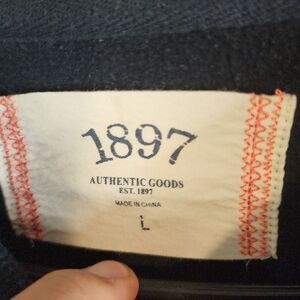 1897
AUTHENTIC GOODS
EST. 1897
MADE IN CHINA
L